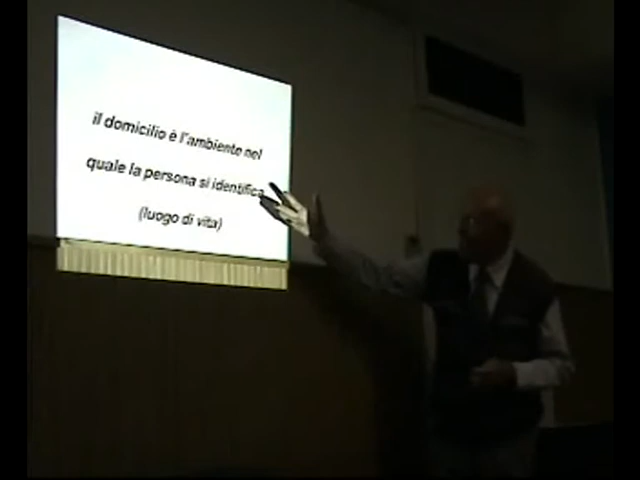 il domicilio è l'ambiente nel
quale la persona si identifica
(luogo di vita)